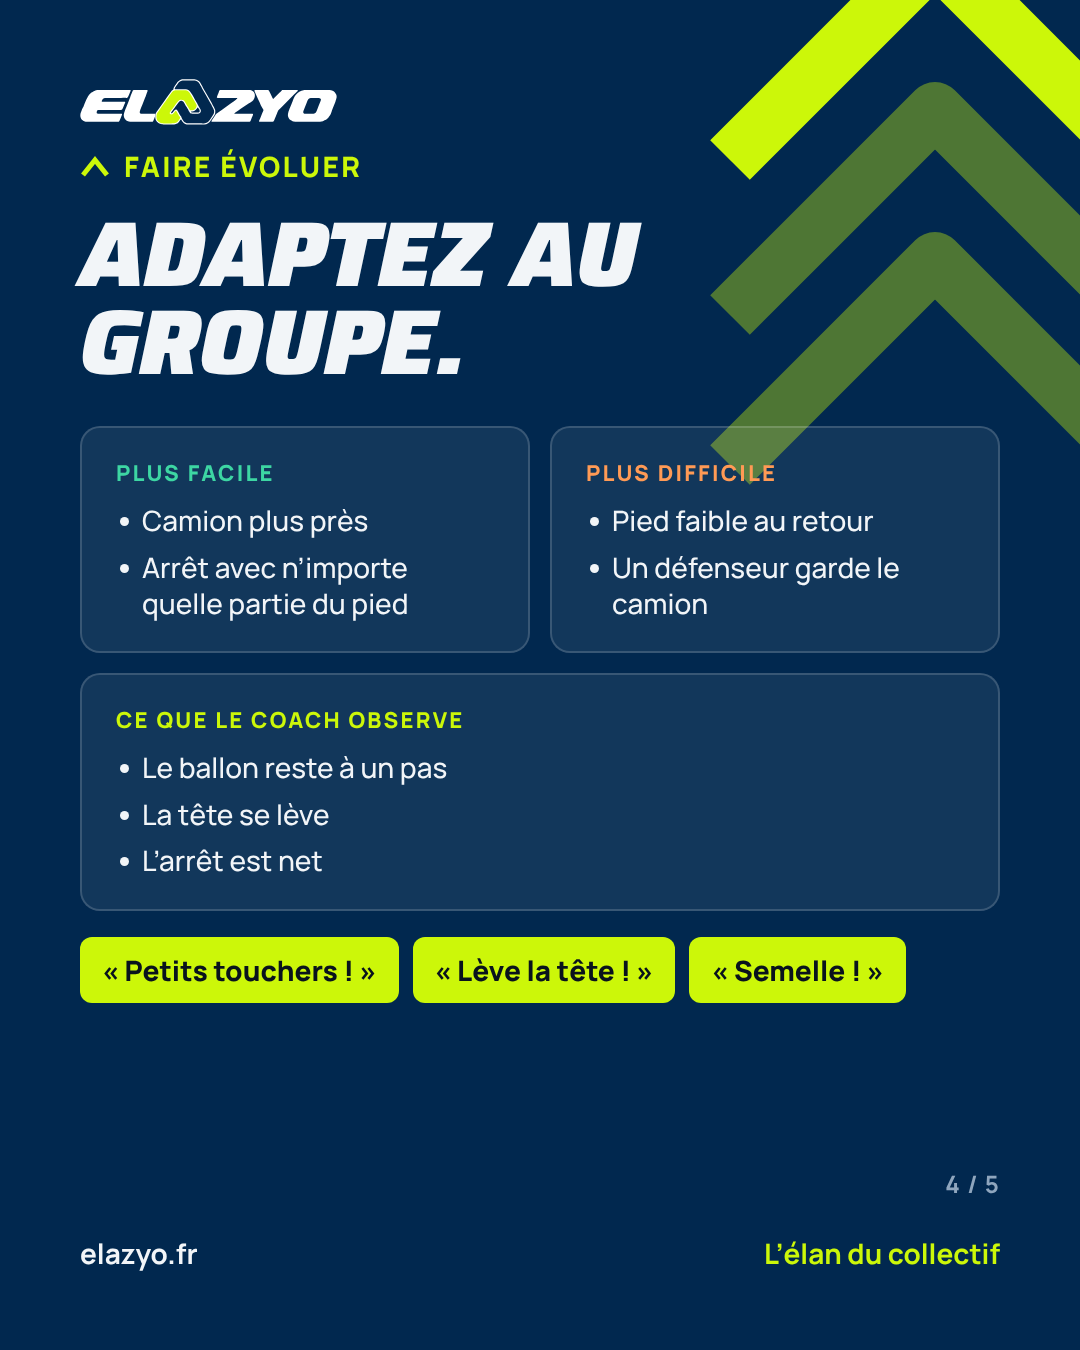 ELAZYO
FAIRE ÉVOLUER
ADAPTEZ AU
GROUPE.
PLUS FACILE
• Camion plus près
• Arrêt avec n’importe
quelle partie du pied
PLUS DIFFICILE
• Pied faible au retour
• Un défenseur garde le
camion
CE QUE LE COACH OBSERVE
• Le ballon reste à un pas
• La tête se lève
• L’arrêt est net
« Petits touchers ! »
« Lève la tête ! »
« Semelle ! »
4 / 5
elazyo.fr
L’élan du collectif